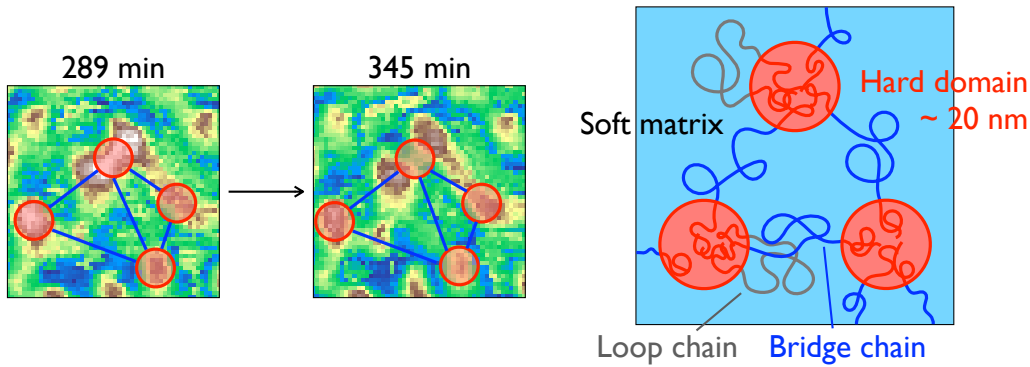 289 min
345 min
Soft matrix
Hard domain
~ 20 nm
Loop chain
Bridge chain